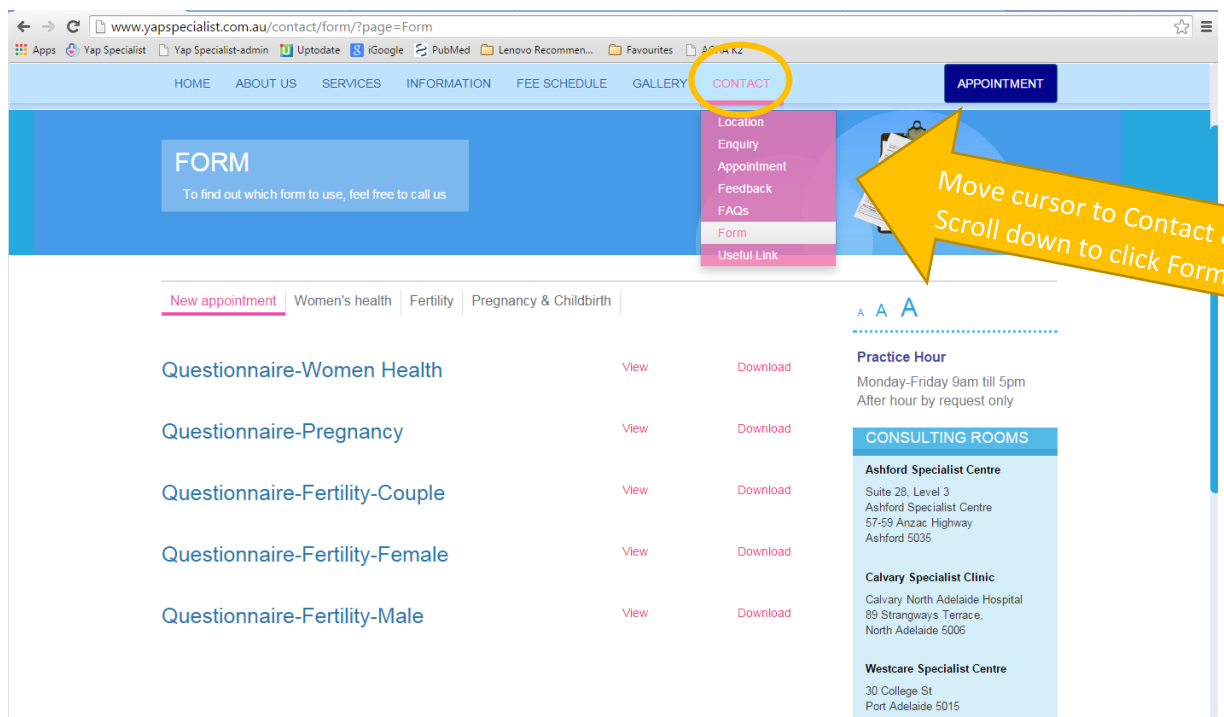 www.yapspecialist.com.au/contact/form/?page=Form
Apps Yap Specialist Yap Specialist-admin Uptodate iGoogle PubMed Lenovo Recommen... Favourites ACHA K2
HOME ABOUT US SERVICES INFORMATION FEE SCHEDULE GALLERY CONTACT APPOINTMENT
Location
Enquiry
Appointment
Feedback
FAQs
Form
Useful Link
FORM
To find out which form to use, feel free to call us
Move cursor to Contact
Scroll down to click Form
New appointment Women's health Fertility Pregnancy & Childbirth
A A A
Questionnaire-Women Health View Download
Questionnaire-Pregnancy View Download
Questionnaire-Fertility-Couple View Download
Questionnaire-Fertility-Female View Download
Questionnaire-Fertility-Male View Download
Practice Hour
Monday-Friday 9am till 5pm
After hour by request only
CONSULTING ROOMS
Ashford Specialist Centre
Suite 28, Level 3
Ashford Specialist Centre
57-59 Anzac Highway
Ashford 5035
Calvary Specialist Clinic
Calvary North Adelaide Hospital
89 Strangways Terrace,
North Adelaide 5006
Westcare Specialist Centre
30 College St
Port Adelaide 5015